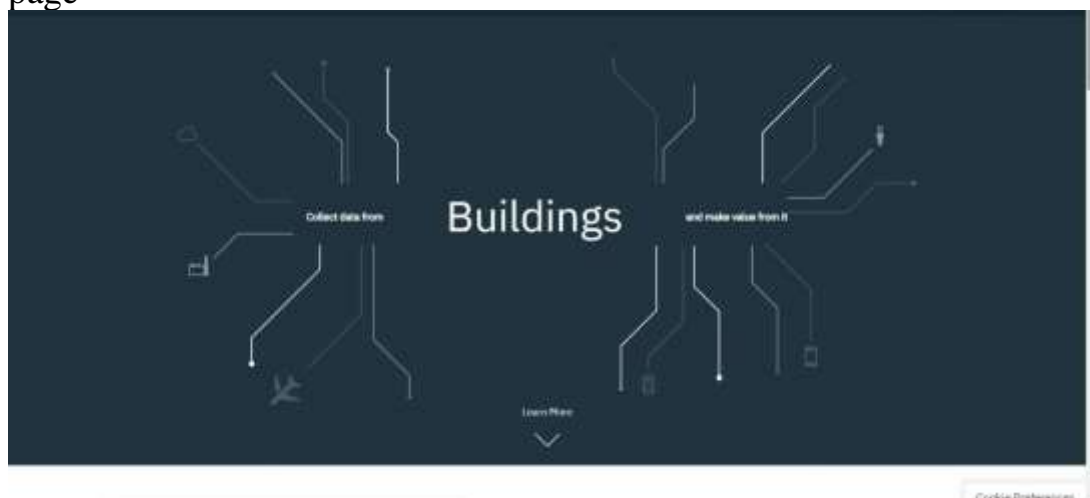 page
Collect data from Buildings and make value from it
Learn More
Cookie Preferences